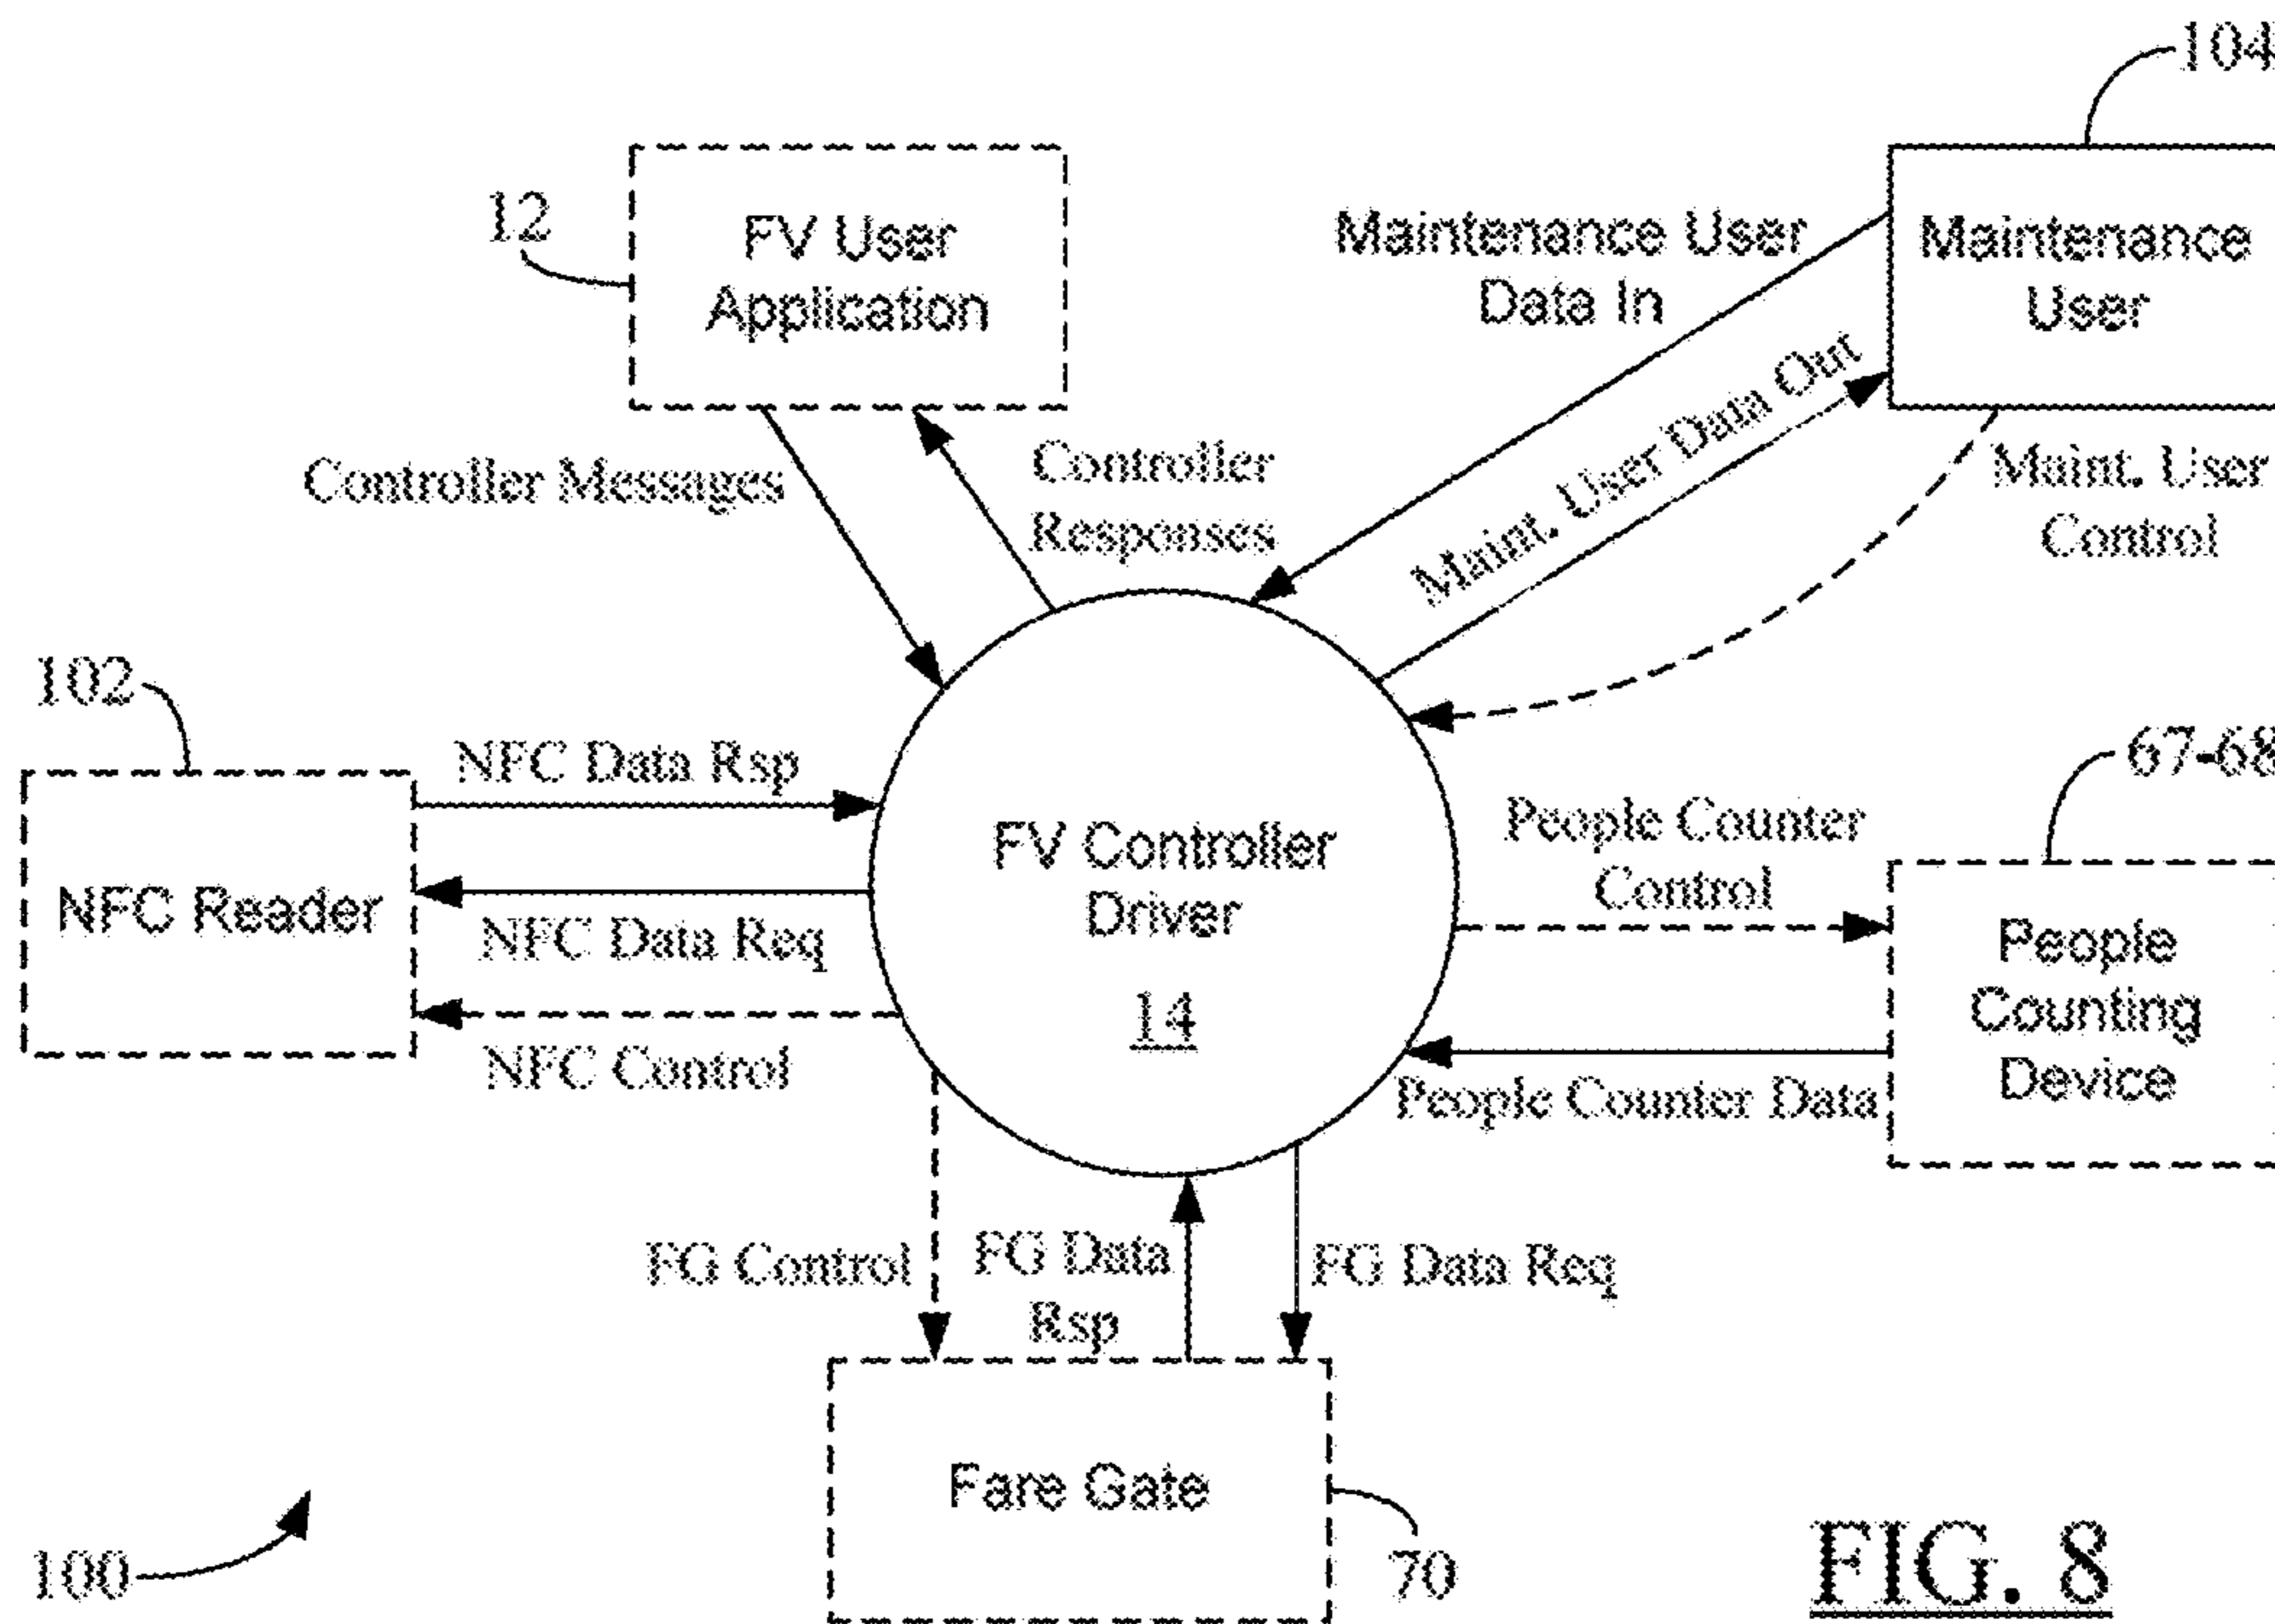 104
12
FV User
Application
Maintenance User
Data In
Maintenance
User
Maint. User Data Out
Controller Messages
Controller
Responses
Maint. User
Control
102
NFC Data Rsp
67-68
NFC Reader
NFC Data Req
NFC Control
FV Controller
Driver
14
People Counter
Control
People
Counting
Device
People Counter Data
FG Control
FG Data
Rsp
FG Data Req
Fare Gate
100
70
FIG. 8